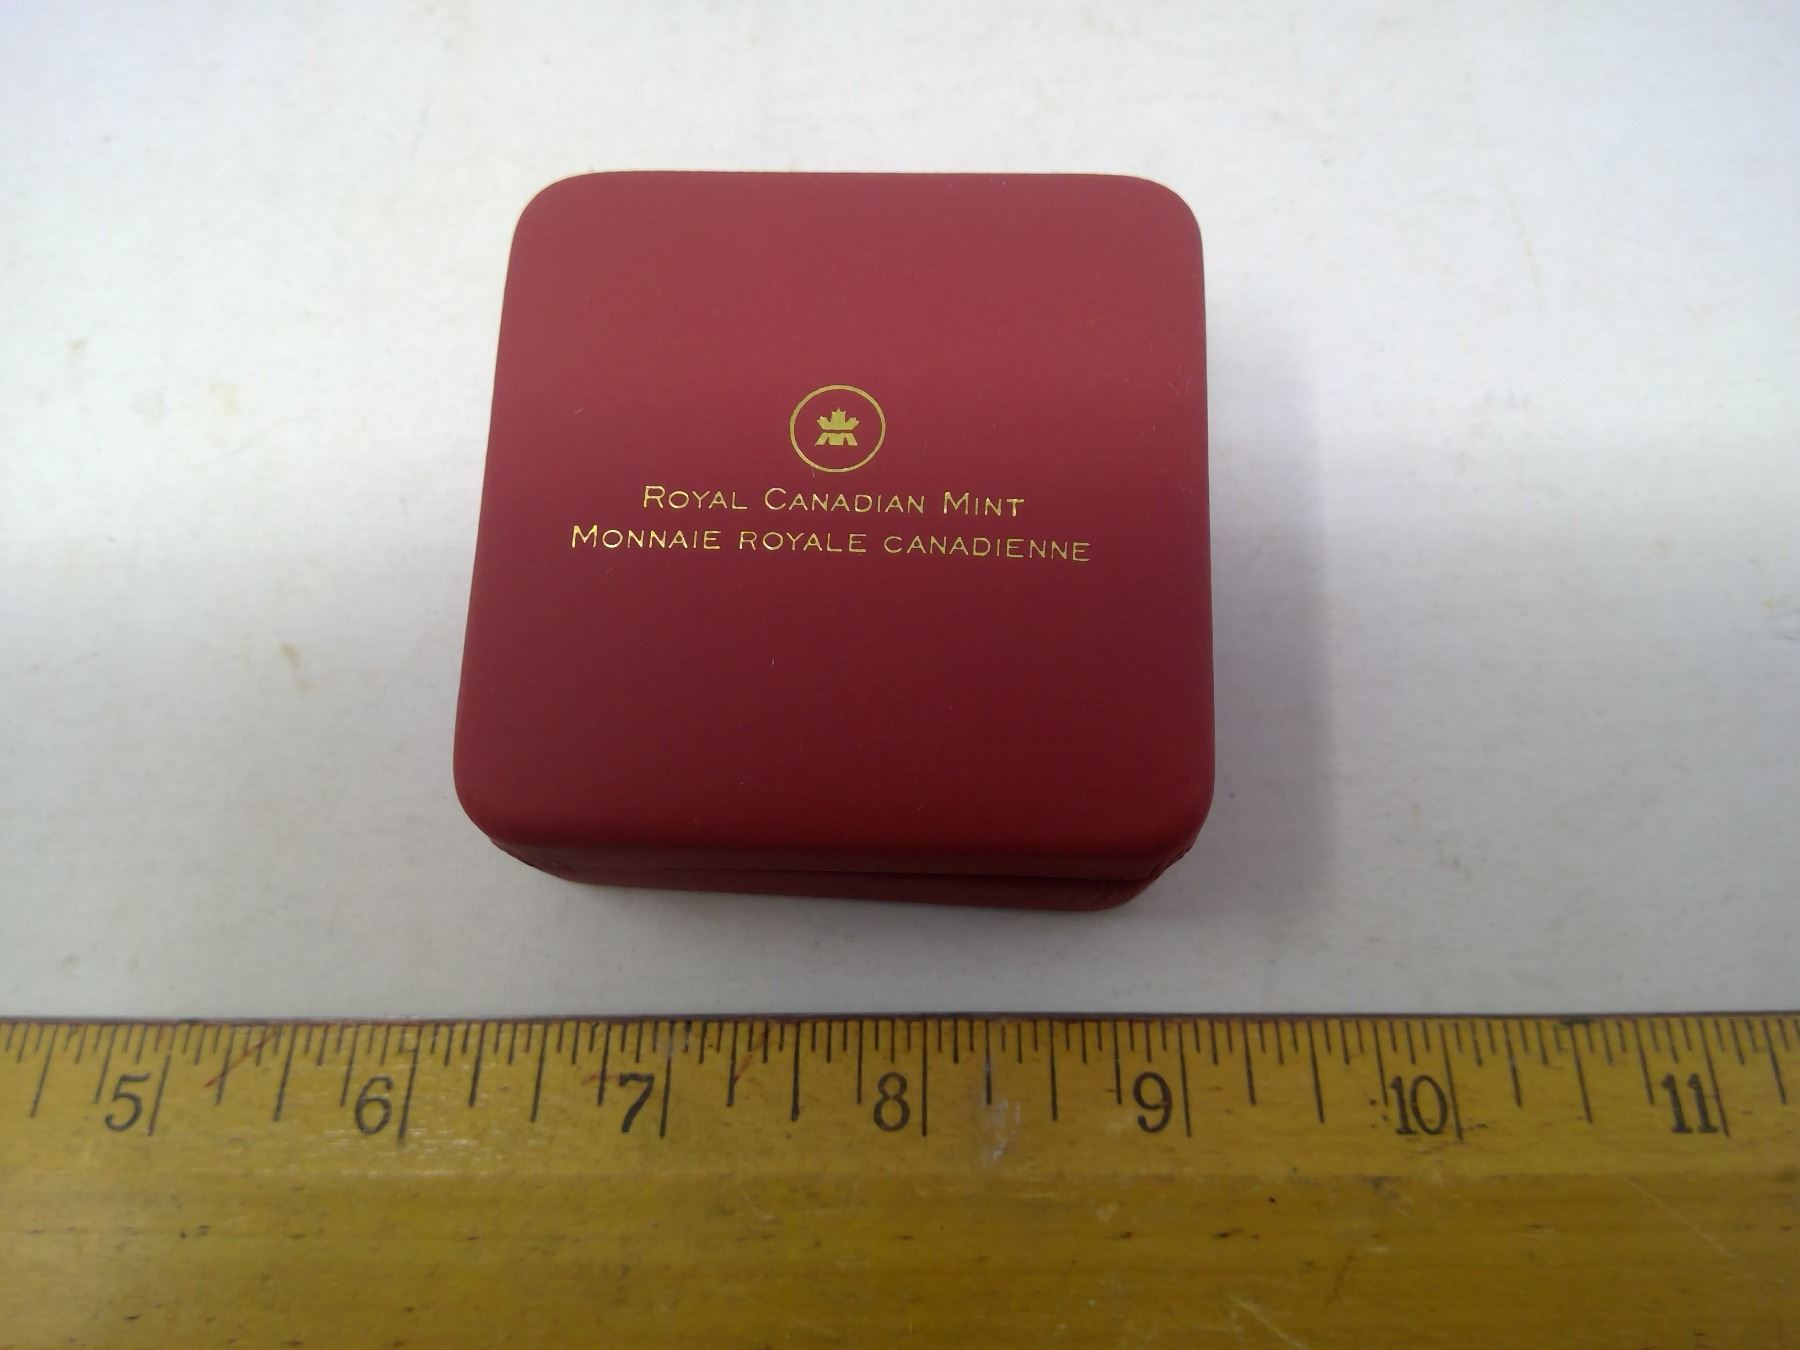 ROYAL CANADIAN MINT
MONNAIE ROYALE CANADIENNE
5 6 7 8 9 10 11